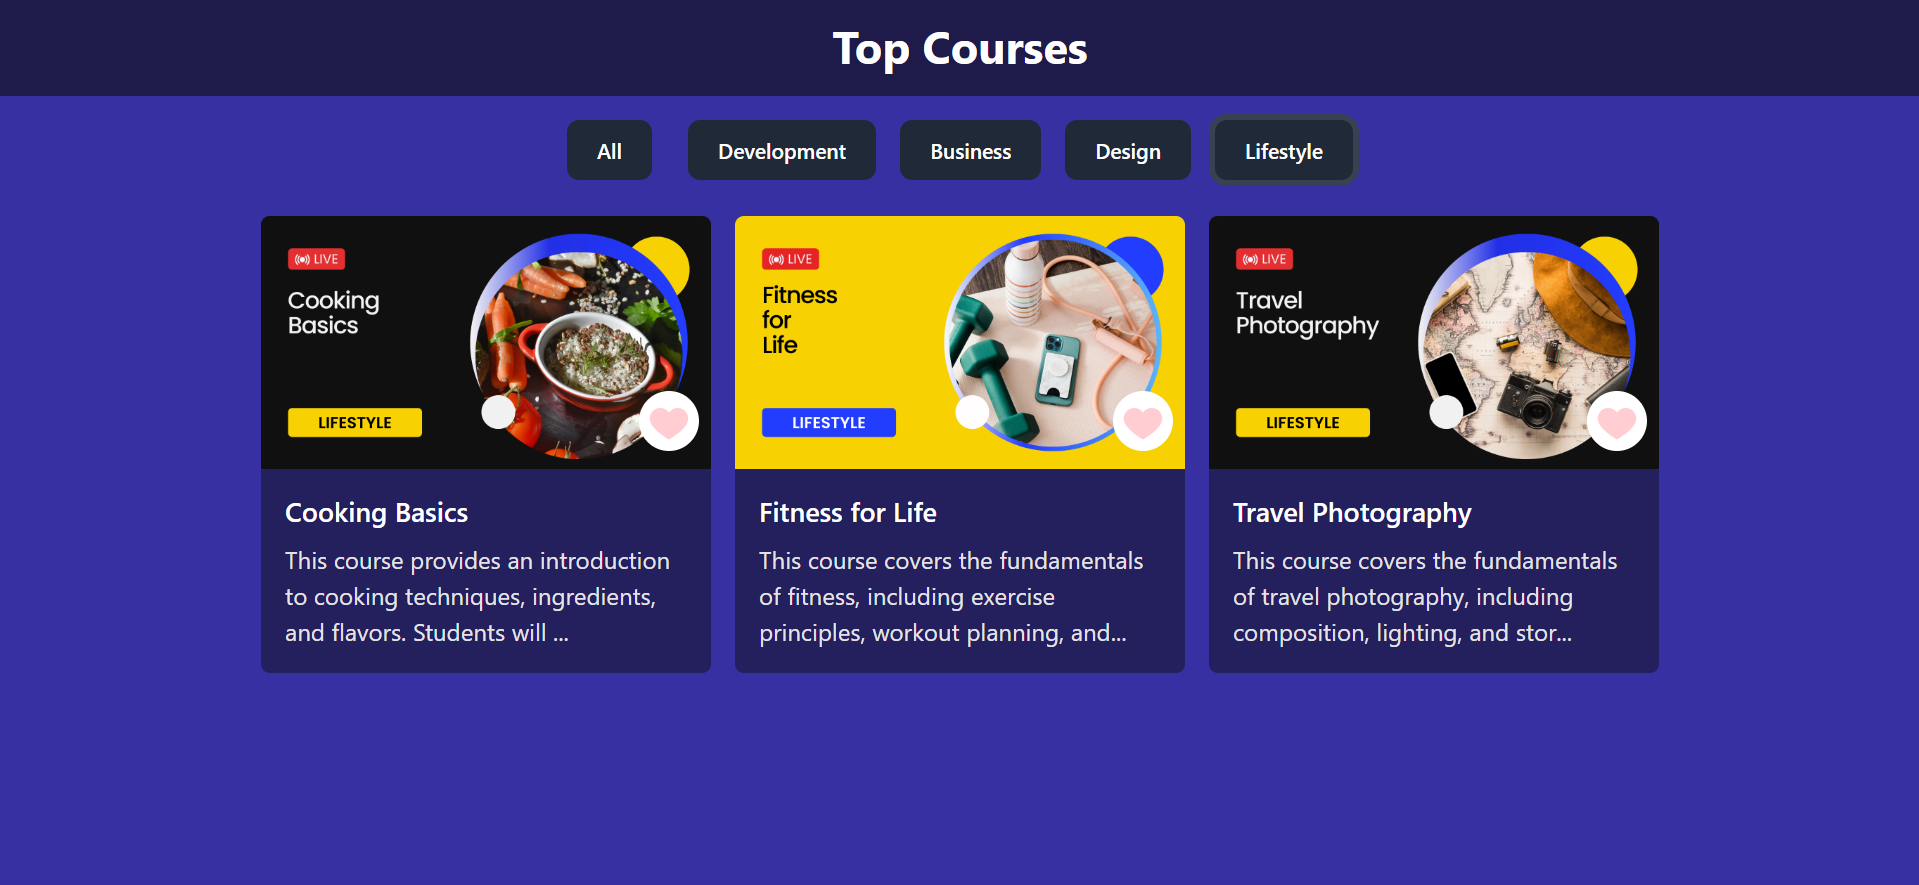 Top Courses
All
Development
Business
Design
Lifestyle
LIVE
Cooking
Basics
LIFESTYLE
Cooking Basics
This course provides an introduction
to cooking techniques, ingredients,
and flavors. Students will ...
LIVE
Fitness
for
Life
LIFESTYLE
Fitness for Life
This course covers the fundamentals
of fitness, including exercise
principles, workout planning, and...
LIVE
Travel
Photography
LIFESTYLE
Travel Photography
This course covers the fundamentals
of travel photography, including
composition, lighting, and stor...